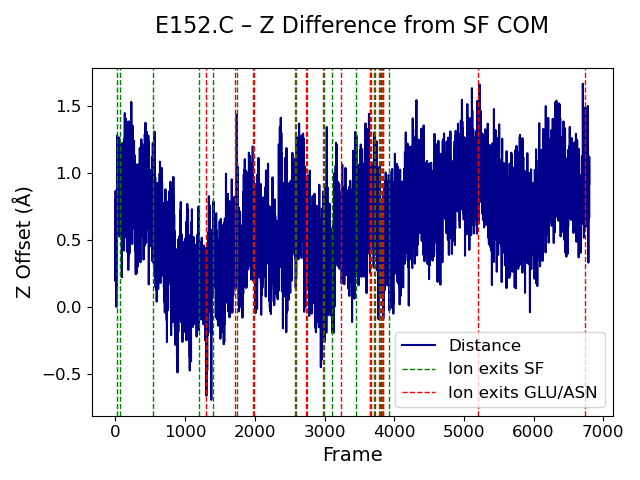 E152.C – Z Difference from SF COM
Z Offset (Å)
1.5
1.0
0.5
0.0
−0.5
Distance
Ion exits SF
Ion exits GLU/ASN
0 1000 2000 3000 4000 5000 6000 7000
Frame